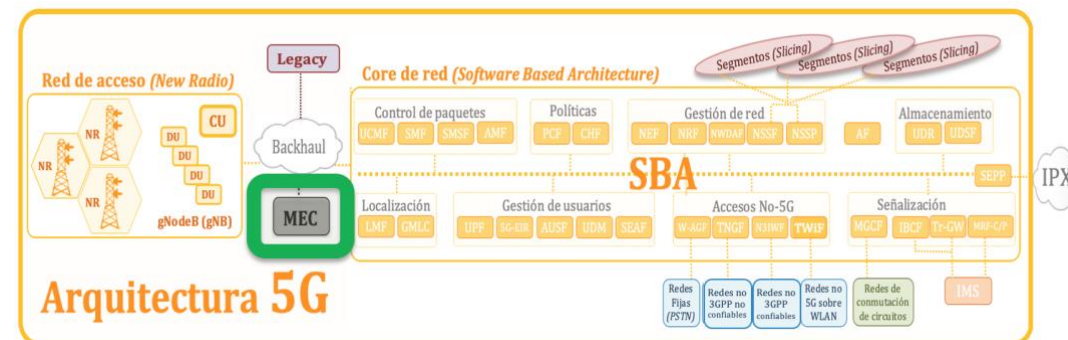 Segmentos (Slicing) Segmentos (Slicing) Segmentos (Slicing)
Legacy
Red de acceso (New Radio)
Core de red (Software Based Architecture)
CU
NR
NR
NR
DU
DU
DU
DU
gNodeB (gNB)
Backhaul
MEC
Control de paquetes
UCMF SMF SMSF AMF
Políticas
PCF CHF
Gestión de red
NEF NRF NWDAF NSSF NSSP
AF
Almacenamiento
UDR UDSF
SBA
SEPP
IPX
Localización
LMF GMLC
Gestión de usuarios
UPF 5G-EIR AUSF UDM SEAF
Accesos No-5G
W-AGF TNGF N3IWF TWIF
Señalización
MGCF IBCF Tr-GW MRF-C/P
Arquitectura 5G
Redes
Fijas
(PSTN)
Redes no
3GPP no
confiables
Redes no
3GPP
confiables
Redes no
5G sobre
WLAN
Redes de
conmutación
de circuitos
IMS